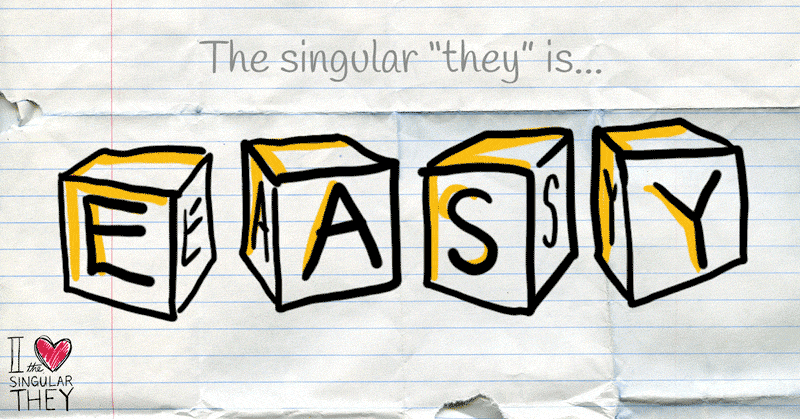 The singular "they" is...
E E A A S S Y Y
I ❤ the
SINGULAR
THEY